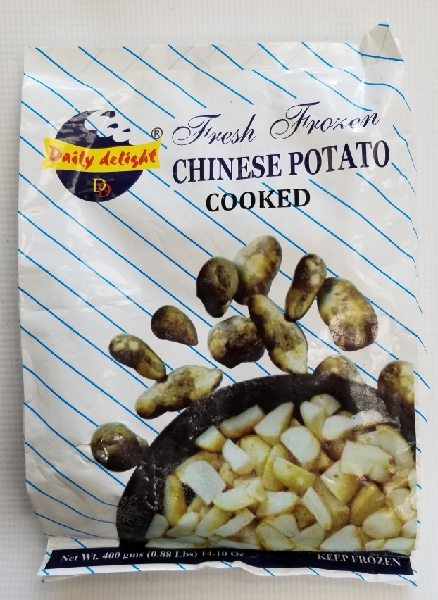 Daily delight ®
DD
Fresh Frozen
CHINESE POTATO
COOKED
Net Wt. 400 gms (0.88 Lbs) 14.10 Oz
KEEP FROZEN